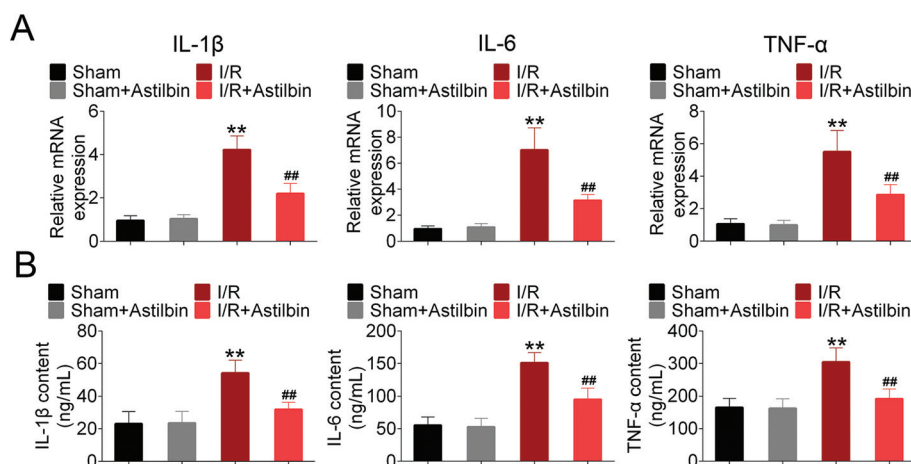 A
IL-1β
IL-6
TNF-α
Sham I/R
Sham+Astilbin I/R+Astilbin
Sham I/R
Sham+Astilbin I/R+Astilbin
Sham I/R
Sham+Astilbin I/R+Astilbin
Relative mRNA
expression
6
4
2
0
**
##
Relative mRNA
expression
10
8
6
4
2
0
**
##
Relative mRNA
expression
8
6
4
2
0
**
##
B
Sham I/R
Sham+Astilbin I/R+Astilbin
Sham I/R
Sham+Astilbin I/R+Astilbin
Sham I/R
Sham+Astilbin I/R+Astilbin
IL-1β content
(ng/mL)
80
60
40
20
0
**
##
IL-6 content
(ng/mL)
200
150
100
50
0
**
##
TNF-α content
(ng/mL)
400
300
200
100
0
**
##